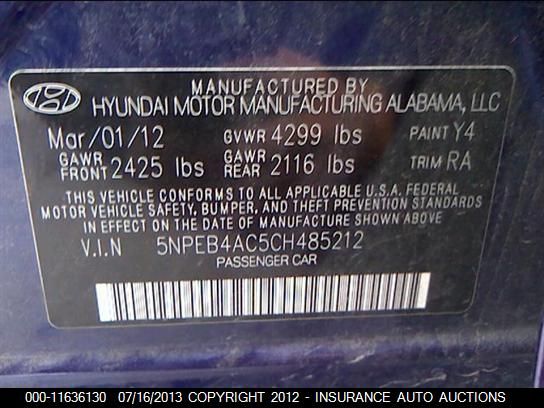 MANUFACTURED BY
HYUNDAI MOTOR MANUFACTURING ALABAMA, LLC
Mar/01/12 GVWR 4299 lbs PAINT Y4
GAWR FRONT 2425 lbs GAWR REAR 2116 lbs TRIM RA
THIS VEHICLE CONFORMS TO ALL APPLICABLE U.S.A. FEDERAL
MOTOR VEHICLE SAFETY, BUMPER, AND THEFT PREVENTION STANDARDS
IN EFFECT ON THE DATE OF MANUFACTURE SHOWN ABOVE.
V.I.N 5NPEB4AC5CH485212
PASSENGER CAR
000-11636130 07/16/2013 COPYRIGHT 2012 - INSURANCE AUTO AUCTIONS